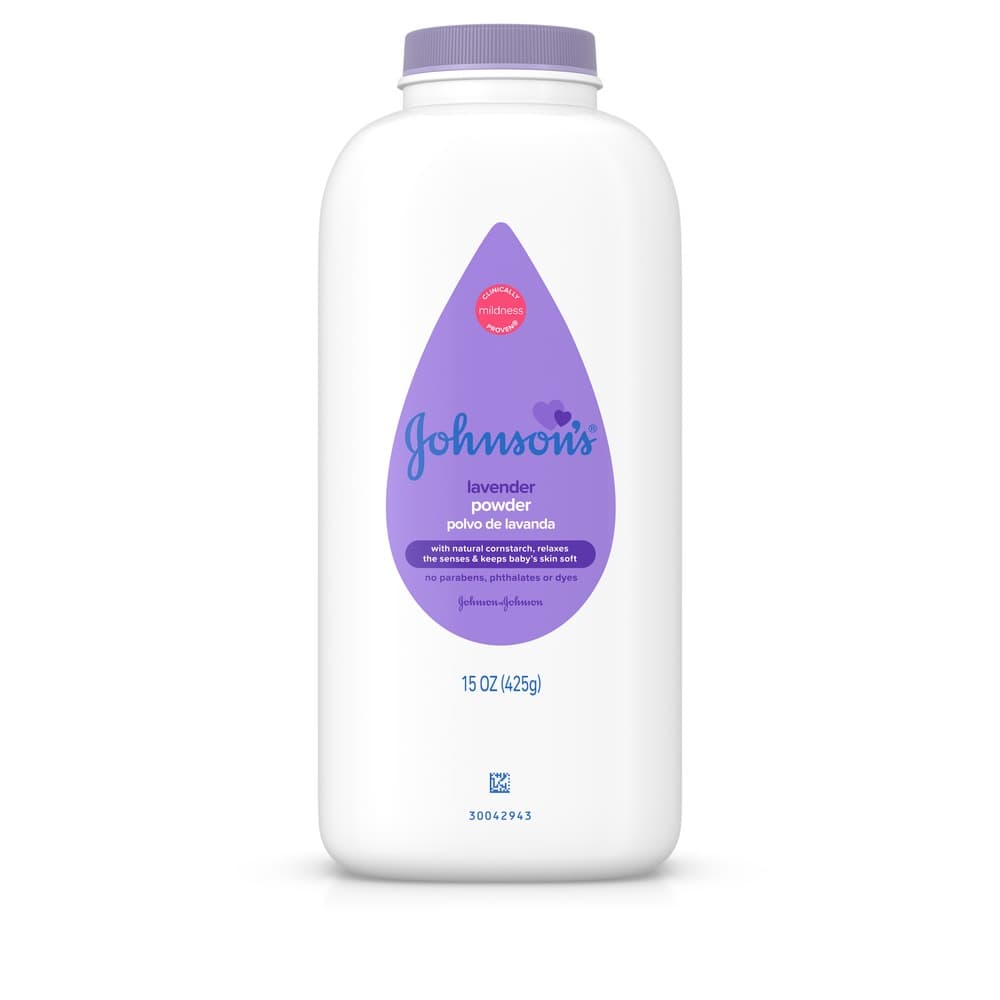 CLINICALLY
mildness
PROVEN®
Johnson's®
lavender
powder
polvo de lavanda
with natural cornstarch, relaxes
the senses & keeps baby's skin soft
no parabens, phthalates or dyes
Johnson & Johnson
15 OZ (425g)
30042943